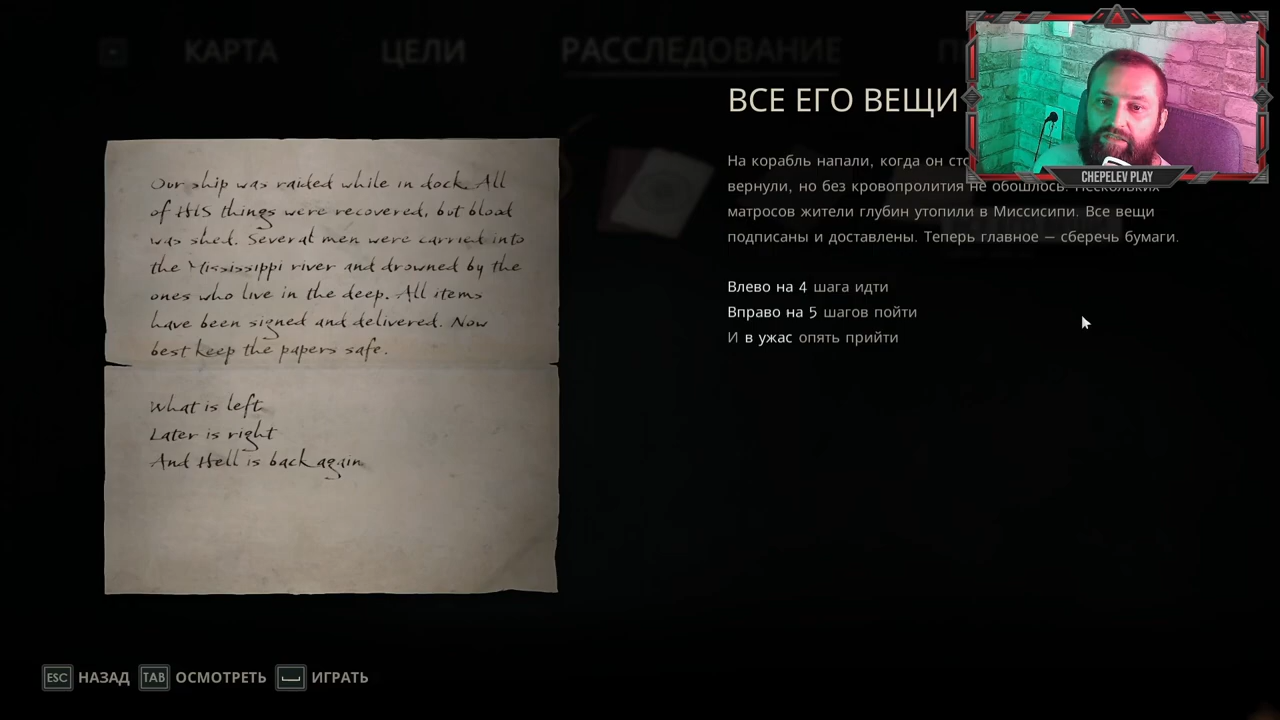 КАРТА
ЦЕЛИ
РАССЛЕДОВАНИЕ
ВСЕ ЕГО ВЕЩИ
На корабль напали, когда он
вернули, но без кровопролития не обошлось.
матросов жители глубин утопили в Миссисипи. Все вещи
подписаны и доставлены. Теперь главное – сберечь бумаги.
Влево на 4 шага идти
Вправо на 5 шагов пойти
И в ужас опять прийти
CHEPELEV PLAY
Our ship was raided while in dock. All
of HIS things were recovered, but blood
was shed. Several men were carried into
the Mississippi river and drowned by the
ones who live in the deep. All items
have been signed and delivered. Now
best keep the papers safe.
What is left
Later is right
And Hell is back again
ESC НАЗАД TAB ОСМОТРЕТЬ ИГРАТЬ